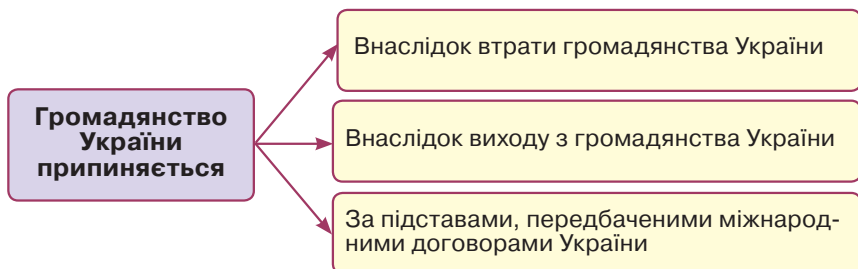 Громадянство
України
припиняється
Внаслідок втрати громадянства України
Внаслідок виходу з громадянства України
За підставами, передбаченими міжнарод-
ними договорами України